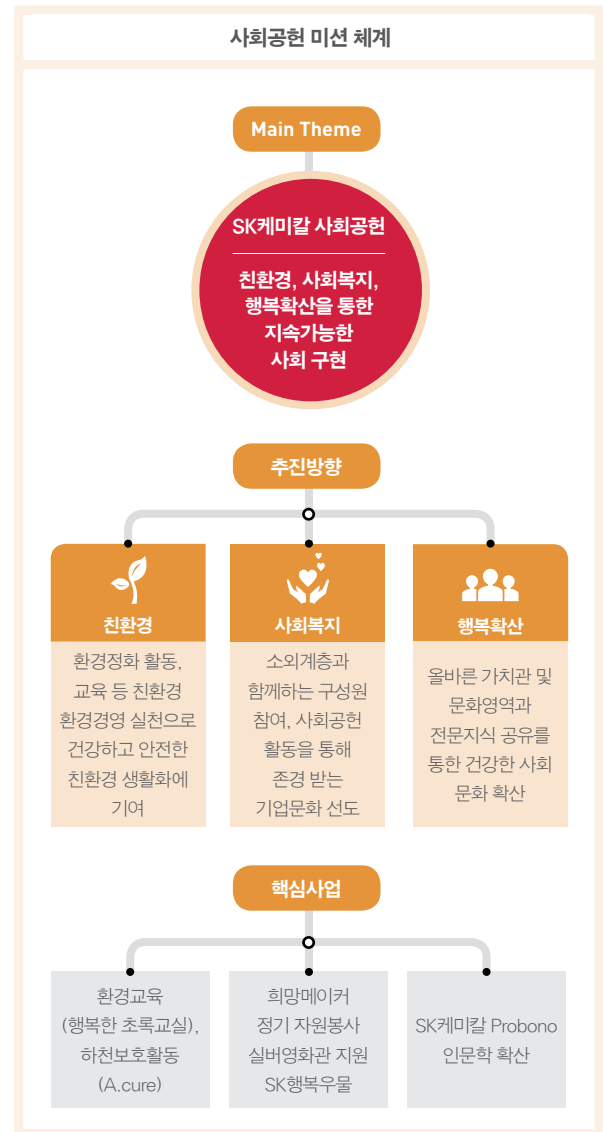 사회공헌 미션 체계
Main Theme
SK케미칼 사회공헌
친환경, 사회복지,
행복확산을 통한
지속가능한
사회 구현
추진방향
친환경
환경정화 활동,
교육 등 친환경
환경경영 실천으로
건강하고 안전한
친환경 생활화에
기여
사회복지
소외계층과
함께하는 구성원
참여, 사회공헌
활동을 통해
존경 받는
기업문화 선도
행복확산
올바른 가치관 및
문화영역과
전문지식 공유를
통한 건강한 사회
문화 확산
핵심사업
환경교육
(행복한 초록교실),
하천보호활동
(A.cure)
희망메이커
정기 자원봉사
실버영화관 지원
SK행복우물
SK케미칼 Probono
인문학 확산